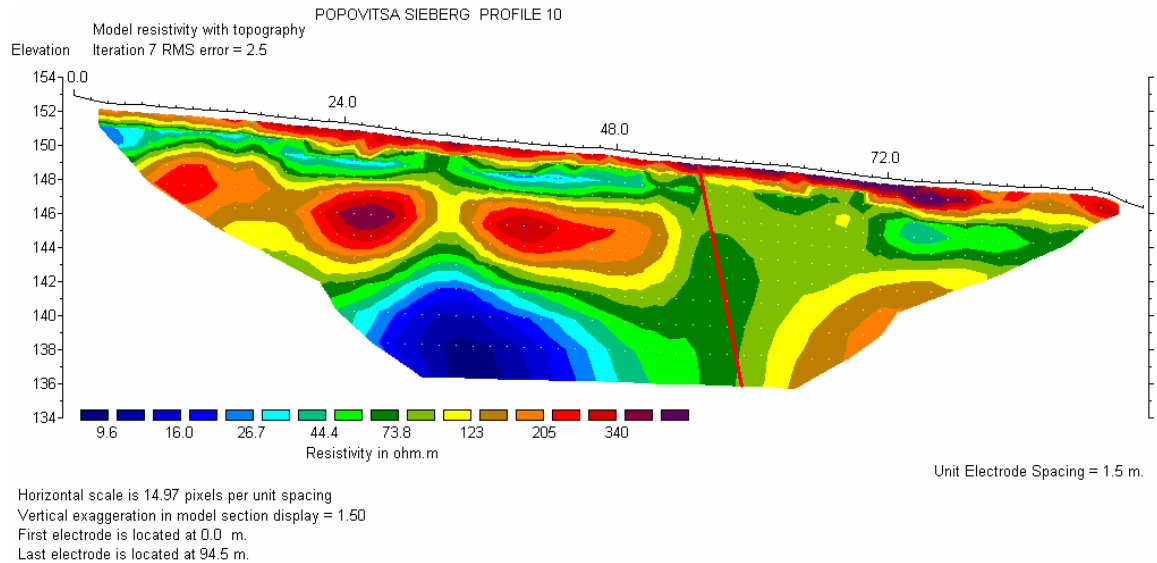 POPOVITSA SIEBERG PROFILE 10
Model resistivity with topography
Elevation Iteration 7 RMS error = 2.5
154 0.0
152 24.0
150 48.0
148 72.0
146
144
142
140
138
136
134
9.6 16.0 26.7 44.4 73.8 123 205 340
Resistivity in ohm.m
Unit Electrode Spacing = 1.5 m.
Horizontal scale is 14.97 pixels per unit spacing
Vertical exaggeration in model section display = 1.50
First electrode is located at 0.0 m.
Last electrode is located at 94.5 m.